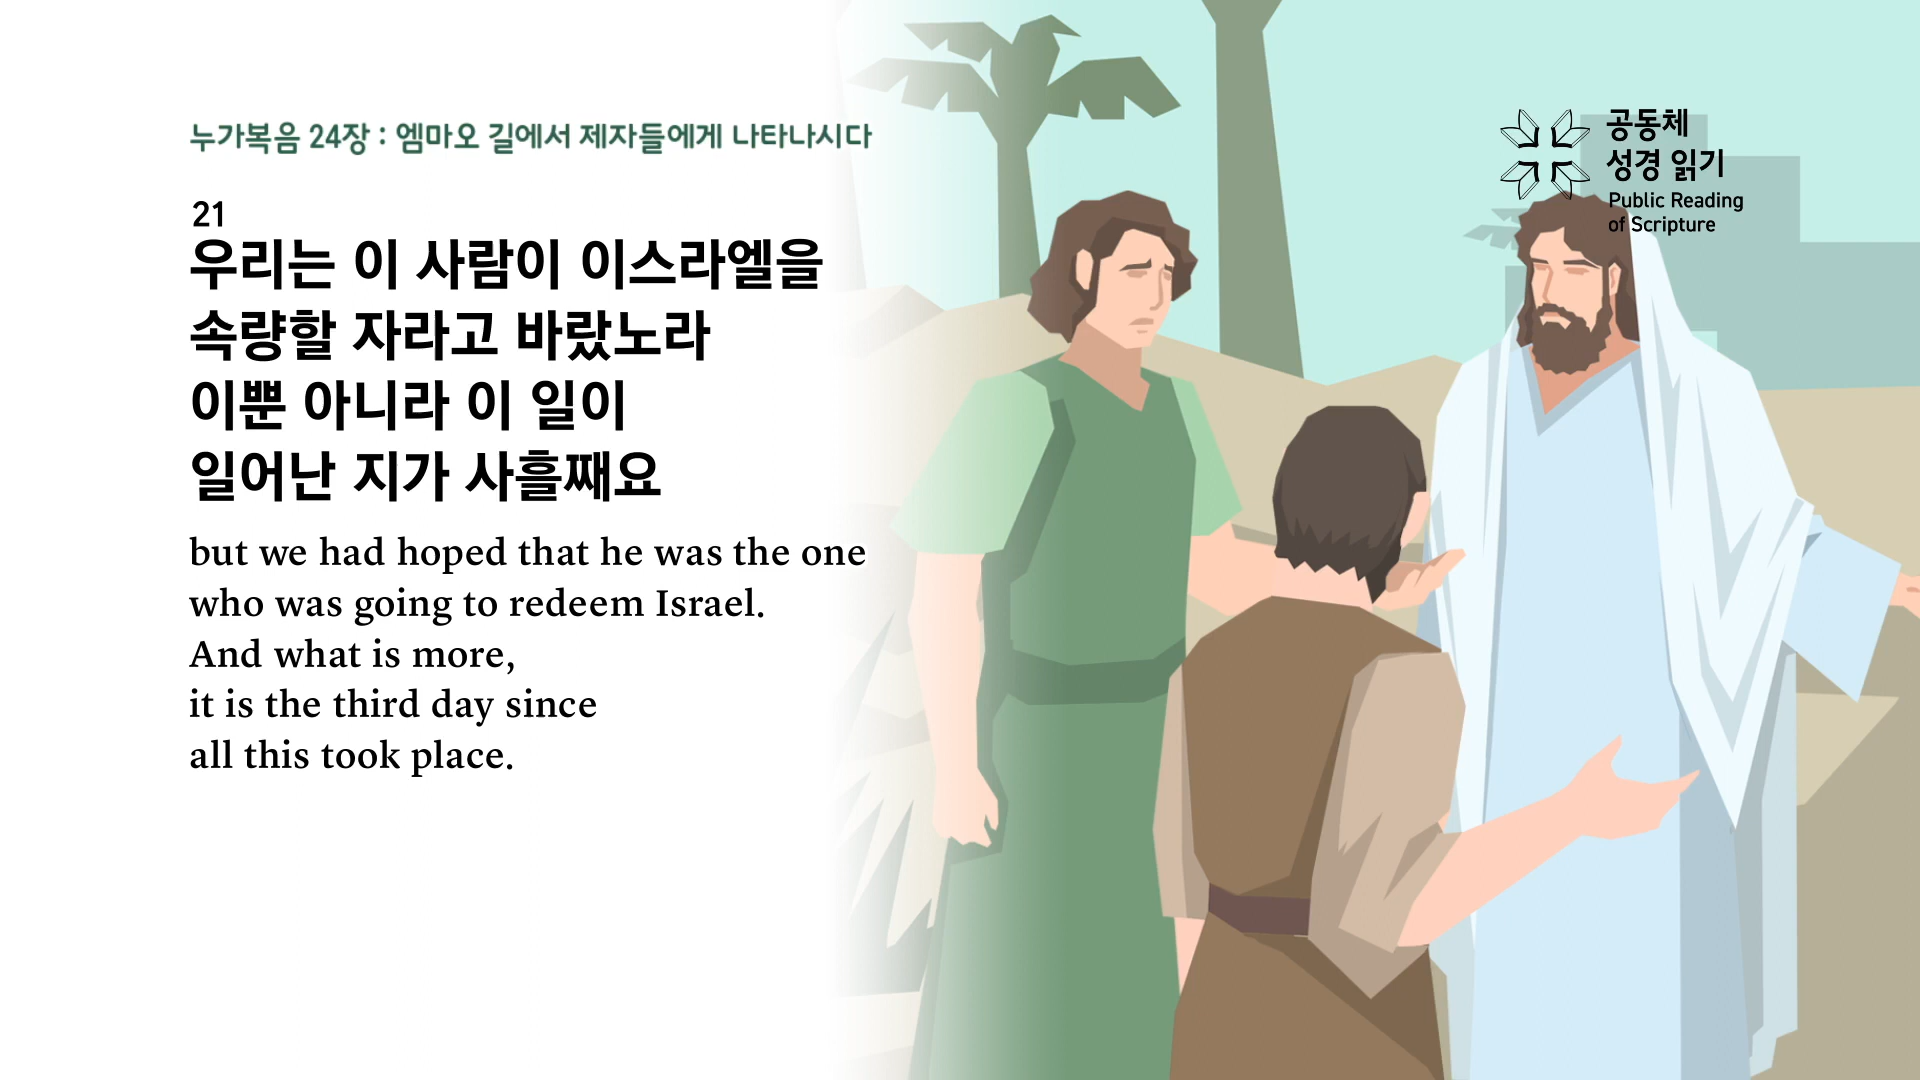 누가복음 24장 : 엠마오 길에서 제자들에게 나타나시다
21
우리는 이 사람이 이스라엘을
속량할 자라고 바랐노라
이뿐 아니라 이 일이
일어난 지가 사흘째요
but we had hoped that he was the one
who was going to redeem Israel.
And what is more,
it is the third day since
all this took place.
공동체
성경 읽기
Public Reading
of Scripture